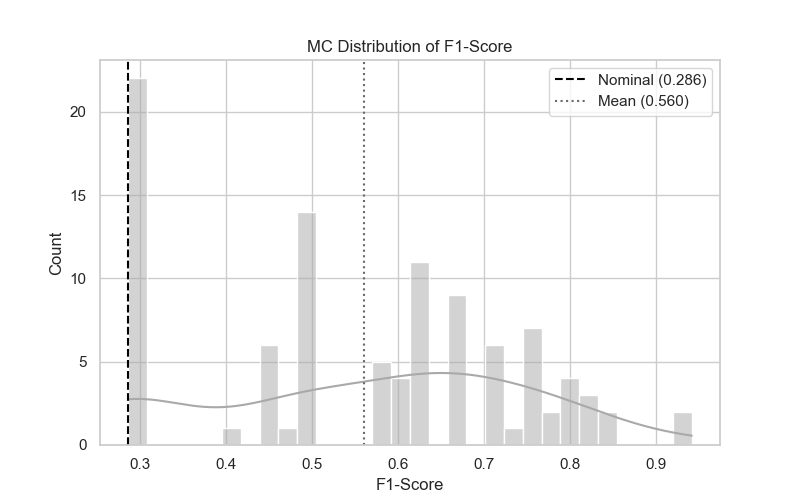 MC Distribution of F1-Score
Nominal (0.286)
Mean (0.560)
Count
20
15
10
5
0
0.3 0.4 0.5 0.6 0.7 0.8 0.9
F1-Score